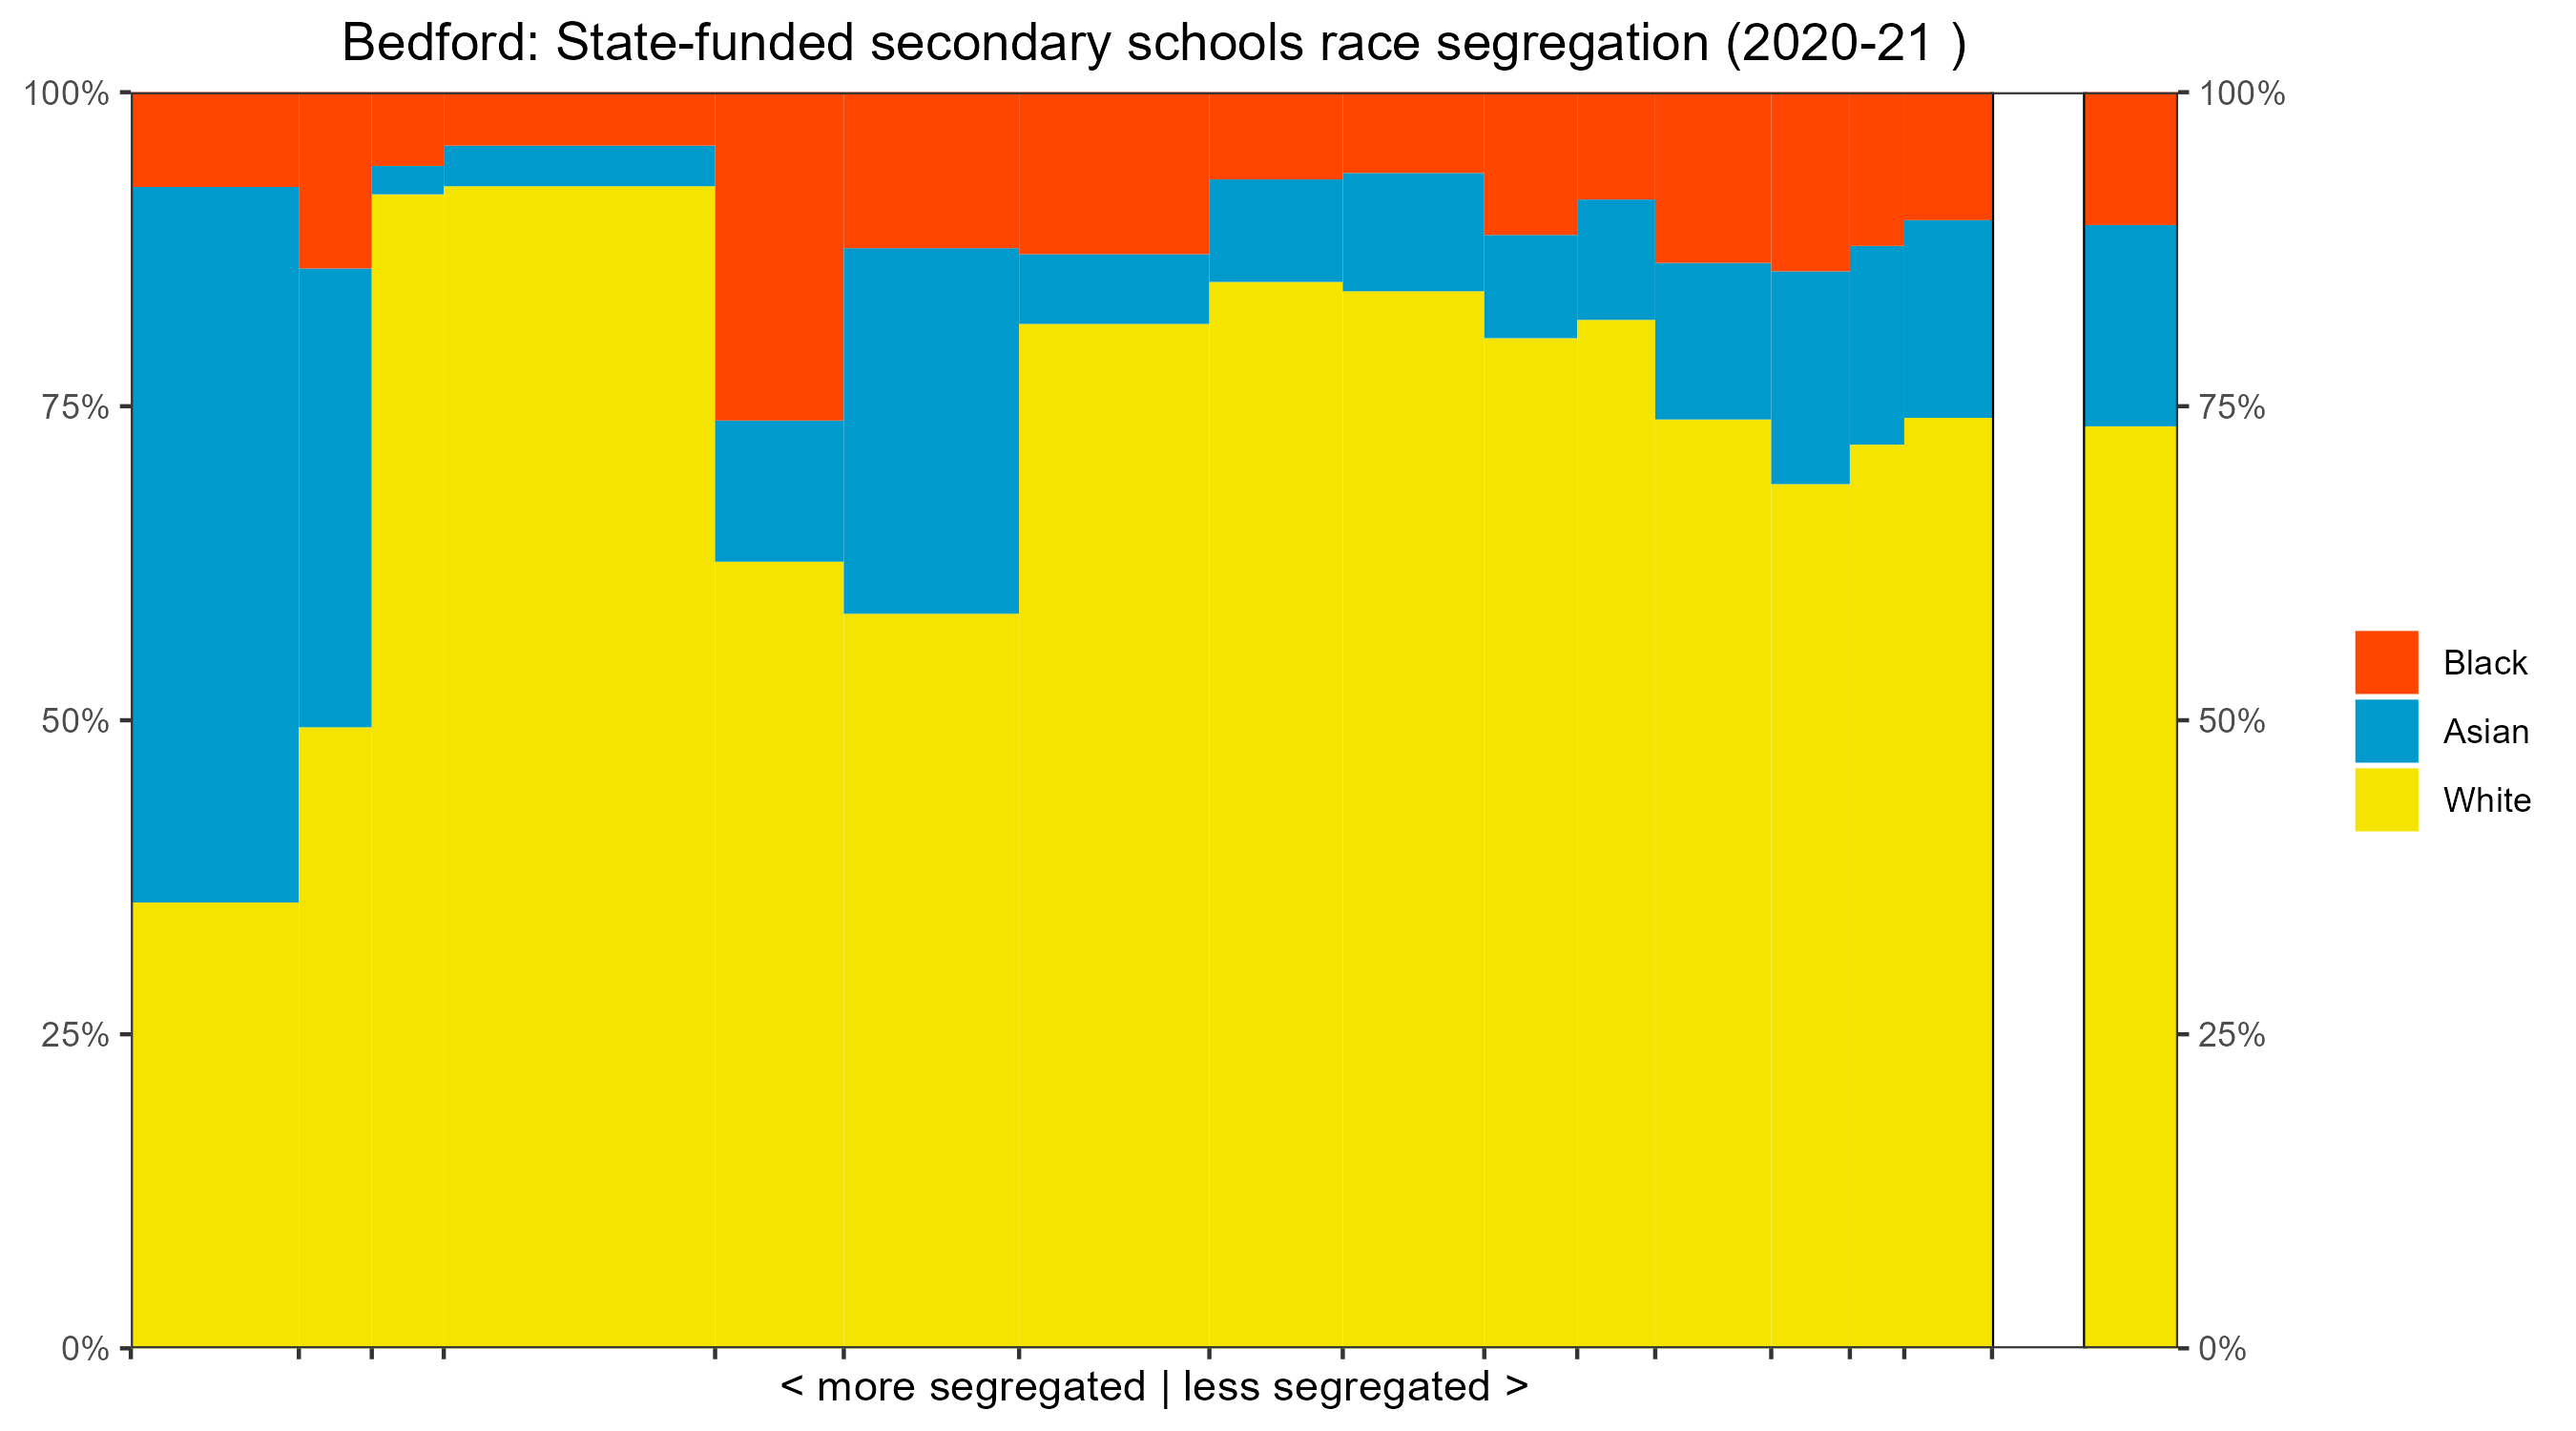 Bedford: State-funded secondary schools race segregation (2020-21 )
100%
75%
50%
25%
0%
100%
75%
50%
25%
0%
Black
Asian
White
< more segregated | less segregated >